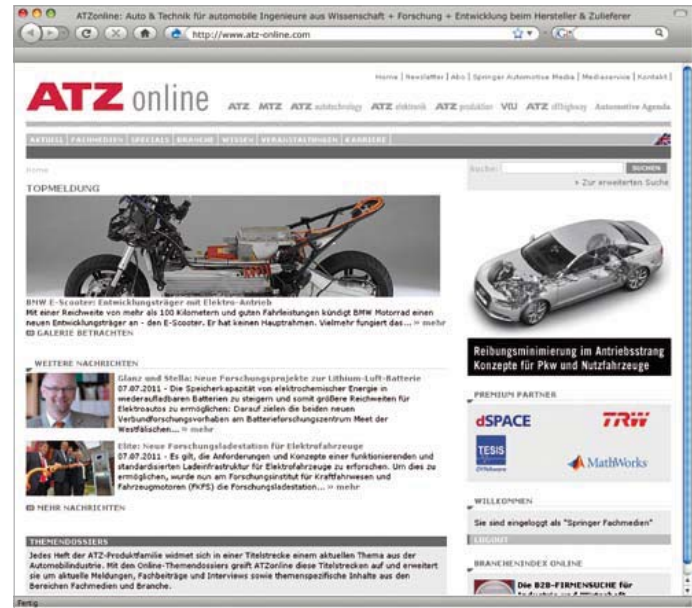 ATZonline: Auto & Technik für automobile Ingenieure aus Wissenschaft + Forschung + Entwicklung beim Hersteller & Zulieferer
http://www.atz-online.com
Home | Newsletter | Abo | Springer Automotive Media | Mediaservice | Kontakt |
ATZ online
ATZ MTZ ATZ autotechnology ATZ elektronik ATZ produktion VfU ATZ offhighway Automotive Agenda
AKTUELL | FACHMEDIEN | SPECIALS | BRANCHE | WISSEN | VERANSTALTUNGEN | KARRIERE |
home
Suche: SUCHEN
» Zur erweiterten Suche
TOPMELDUNG
BMW E-Scooter: Entwicklungsträger mit Elektro-Antrieb
Mit einer Reichweite von mehr als 100 Kilometern und guten Fahrleistungen kündigt BMW Motorrad einen
neuen Entwicklungsträger an - den E-Scooter. Er hat keinen Hauptrahmen. Vielmehr fungiert das... » mehr
GALERIE BETRACHTEN
WEITERE NACHRICHTEN
Glanz und Stella: Neue Forschungsprojekte zur Lithium-Luft-Batterie
07.07.2011 - Die Speicherkapazität von elektrochemischer Energie in
wiederaufladbaren Batterien zu steigern und somit größere Reichweiten für
Elektroautos zu ermöglichen: Darauf zielen die beiden neuen
Verbundforschungsvorhaben am Batterieforschungszentrum Meet der
Westfälischen... » mehr
Elite: Neue Forschungsladestation für Elektrofahrzeuge
07.07.2011 - Es gilt, die Anforderungen und Konzepte einer funktionierenden und
standardisierten Ladeinfrastruktur für Elektrofahrzeuge zu erforschen. Um dies zu
ermöglichen, wurde nun am Forschungsinstitut für Kraftfahrwesen und
Fahrzeugmotoren (FKFS) die Forschungsladestation... » mehr
MEHR NACHRICHTEN
THEMENDOSSIERS
Jedes Heft der ATZ-Produktfamilie widmet sich in einer Titelstrecke einem aktuellen Thema aus der
Automobilindustrie. Mit den Online-Themendossiers greift ATZonline diese Titelstrecken auf und erweitert
sie um aktuelle Meldungen, Fachbeiträge und Interviews sowie themenspezifische Inhalte aus den
Bereichen Fachmedien und Branche.
Reibungsminimierung im Antriebsstrang
Konzepte für Pkw und Nutzfahrzeuge
PREMIUM PARTNER
dSPACE TRW
TESIS MathWorks
WILLKOMMEN
Sie sind eingeloggt als "Springer Fachmedien"
LOGOUT
BRANCHENINDEX ONLINE
Die B2B-FIRMENSUCHE für
Industrie und Wirtschaft
Fertig